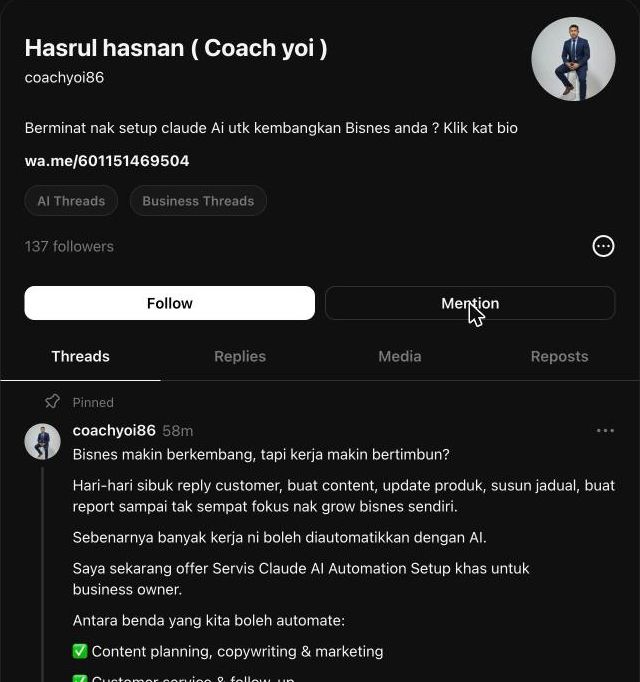 Hasrul hasnan ( Coach yoi )
coachyoi86
Berminat nak setup claude Ai utk kembangkan Bisnes anda ? Klik kat bio
wa.me/601151469504
AI Threads
Business Threads
137 followers
Follow
Mention
Threads
Replies
Media
Reposts
Pinned
coachyoi86 58m
Bisnes makin berkembang, tapi kerja makin bertimbun?
Hari-hari sibuk reply customer, buat content, update produk, susun jadual, buat
report sampai tak sempat fokus nak grow bisnes sendiri.
Sebenarnya banyak kerja ni boleh diautomatikkan dengan AI.
Saya sekarang offer Servis Claude AI Automation Setup khas untuk
business owner.
Antara benda yang kita boleh automate:
✅ Content planning, copywriting & marketing
✅ Customer service & follow-up